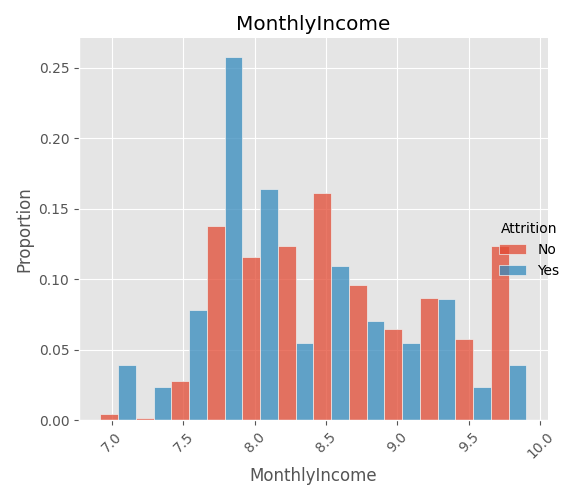 MonthlyIncome
0.25
0.20
0.15
0.10
0.05
0.00
Proportion
7.0
7.5
8.0
8.5
9.0
9.5
10.0
MonthlyIncome
Attrition
No
Yes